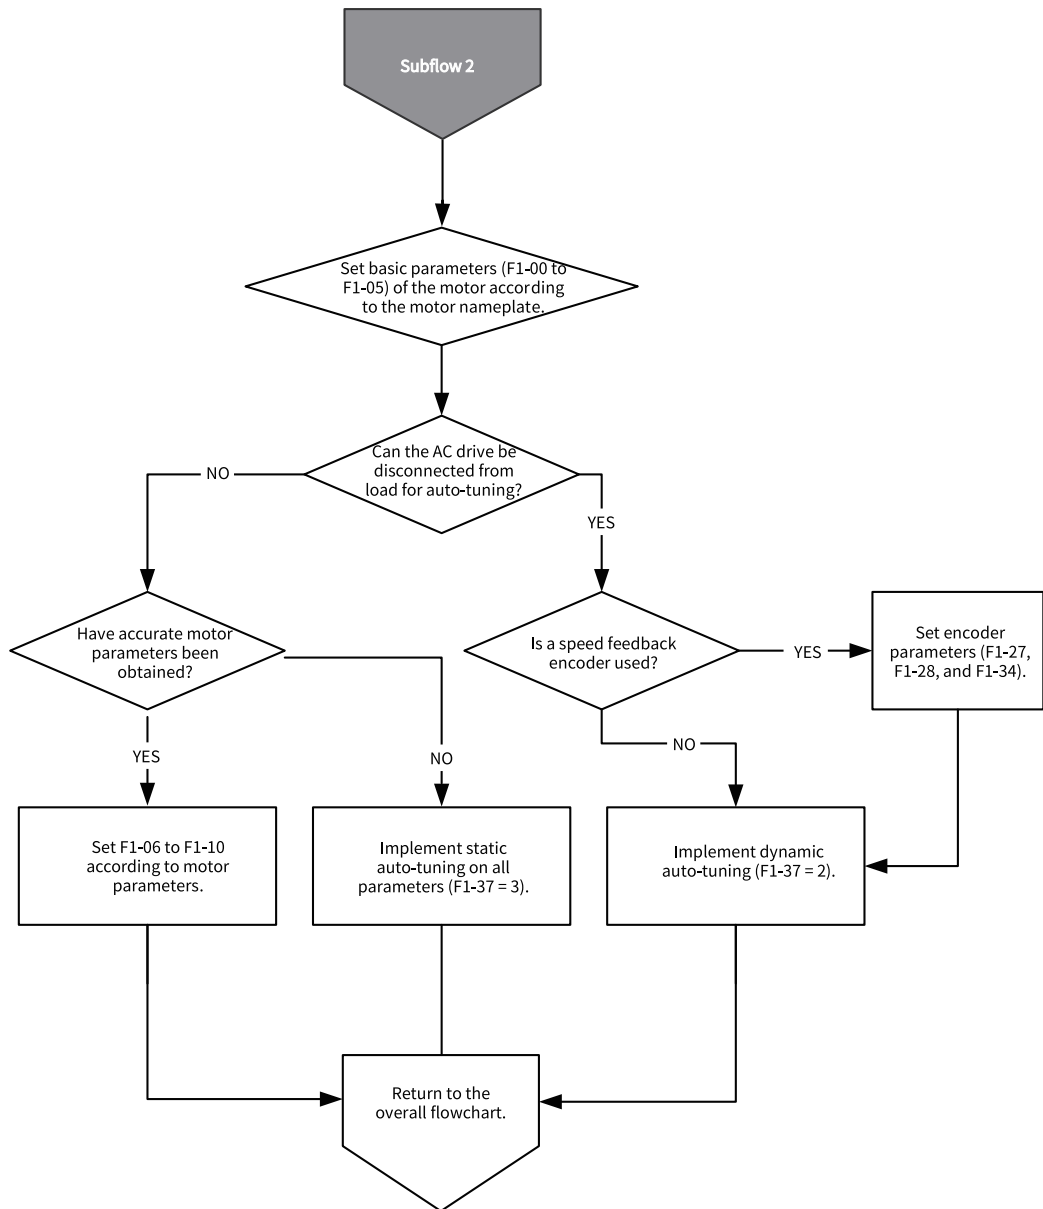 Subflow 2
Set basic parameters (F1-00 to
F1-05) of the motor according
to the motor nameplate.
Can the AC drive be
disconnected from
load for auto-tuning?
NO
YES
Have accurate motor
parameters been
obtained?
Is a speed feedback
encoder used?
YES
Set encoder
parameters (F1-27,
F1-28, and F1-34).
YES
NO
NO
Set F1-06 to F1-10
according to motor
parameters.
Implement static
auto-tuning on all
parameters (F1-37 = 3).
Implement dynamic
auto-tuning (F1-37 = 2).
Return to the
overall flowchart.